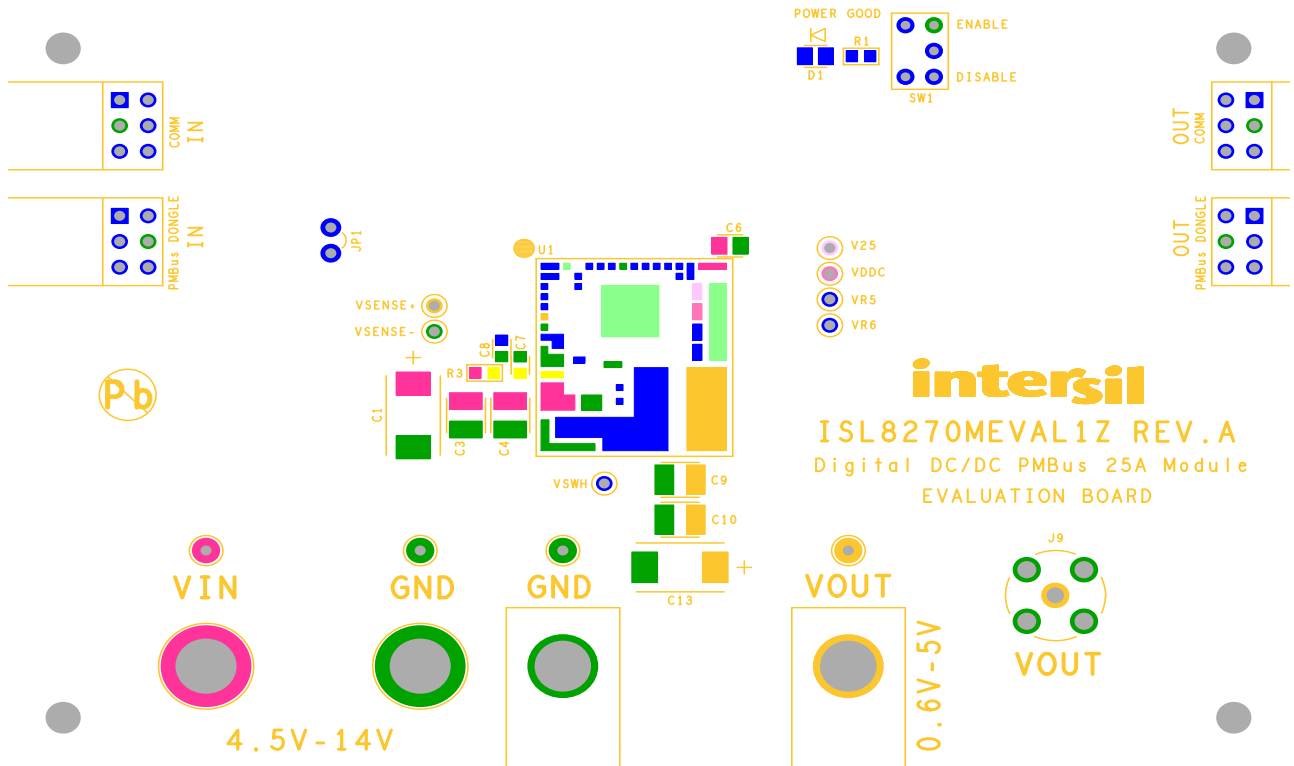 POWER GOOD
D1
R1
ENABLE
DISABLE
SW1
COMM
IN
OUT
COMM
PMBus DONGLE
IN
OUT
PMBus DONGLE
JP1
U1
C6
V25
VDDC
VR5
VR6
VSENSE+
VSENSE-
C8
C7
R3
+
C1
C3
C4
Pb
intersil
ISL8270MEVAL1Z REV.A
Digital DC/DC PMBus 25A Module
EVALUATION BOARD
VSWH
C9
C10
+
C13
J9
VIN
GND
GND
VOUT
VOUT
4.5V-14V
0.6V-5V